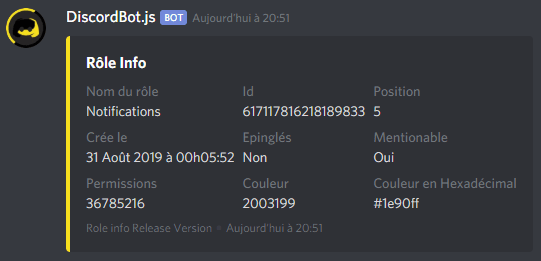 DiscordBot.js BOT Aujourd'hui à 20:51
Rôle Info
Nom du rôle Id Position
Notifications 617117816218189833 5
Crée le Epinglés Mentionable
31 Août 2019 à 00h05:52 Non Oui
Permissions Couleur Couleur en Hexadécimal
36785216 2003199 #1e90ff
Role info Release Version • Aujourd'hui à 20:51